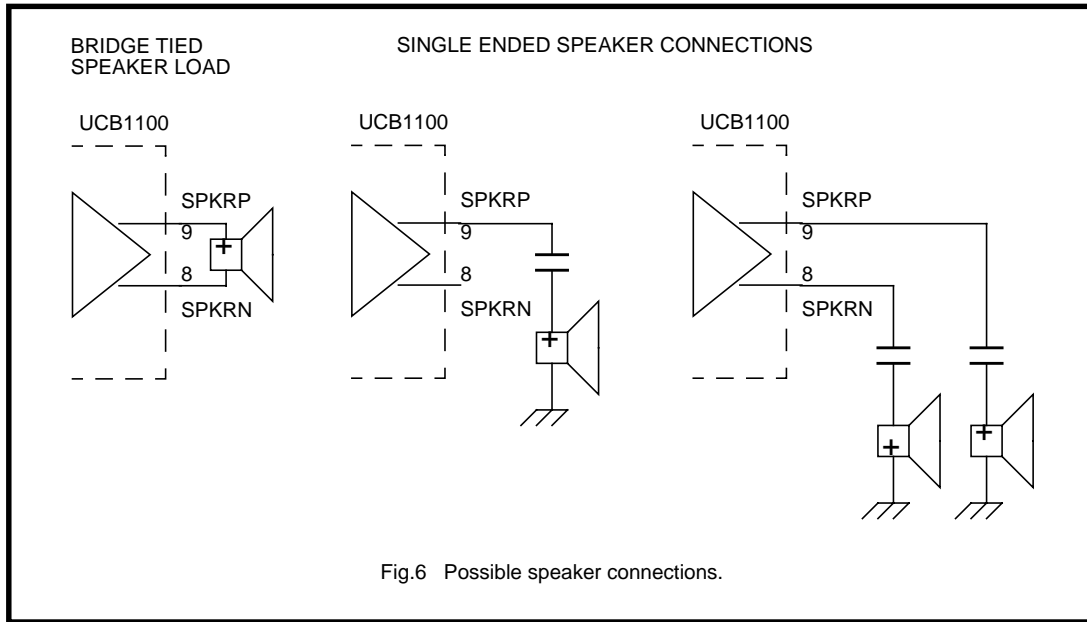 BRIDGE TIED
SPEAKER LOAD
SINGLE ENDED SPEAKER CONNECTIONS
UCB1100
SPKRP
9
+
8
SPKRN
UCB1100
SPKRP
9
8
SPKRN
+
UCB1100
SPKRP
9
8
SPKRN
+
+
Fig.6 Possible speaker connections.